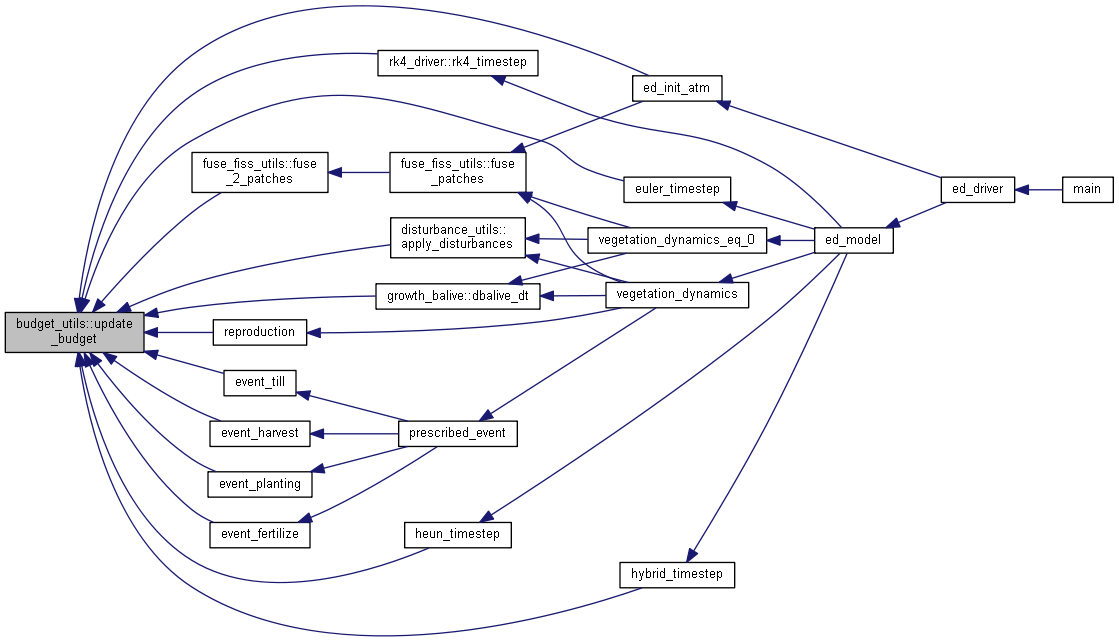 rk4_driver::rk4_timestep
ed_init_atm
fuse_fiss_utils::fuse
_2_patches
fuse_fiss_utils::fuse
_patches
euler_timestep
ed_driver
main
disturbance_utils::
apply_disturbances
vegetation_dynamics_eq_0
ed_model
growth_balive::dbalive_dt
vegetation_dynamics
budget_utils::update
_budget
reproduction
event_till
event_harvest
prescribed_event
event_planting
event_fertilize
heun_timestep
hybrid_timestep